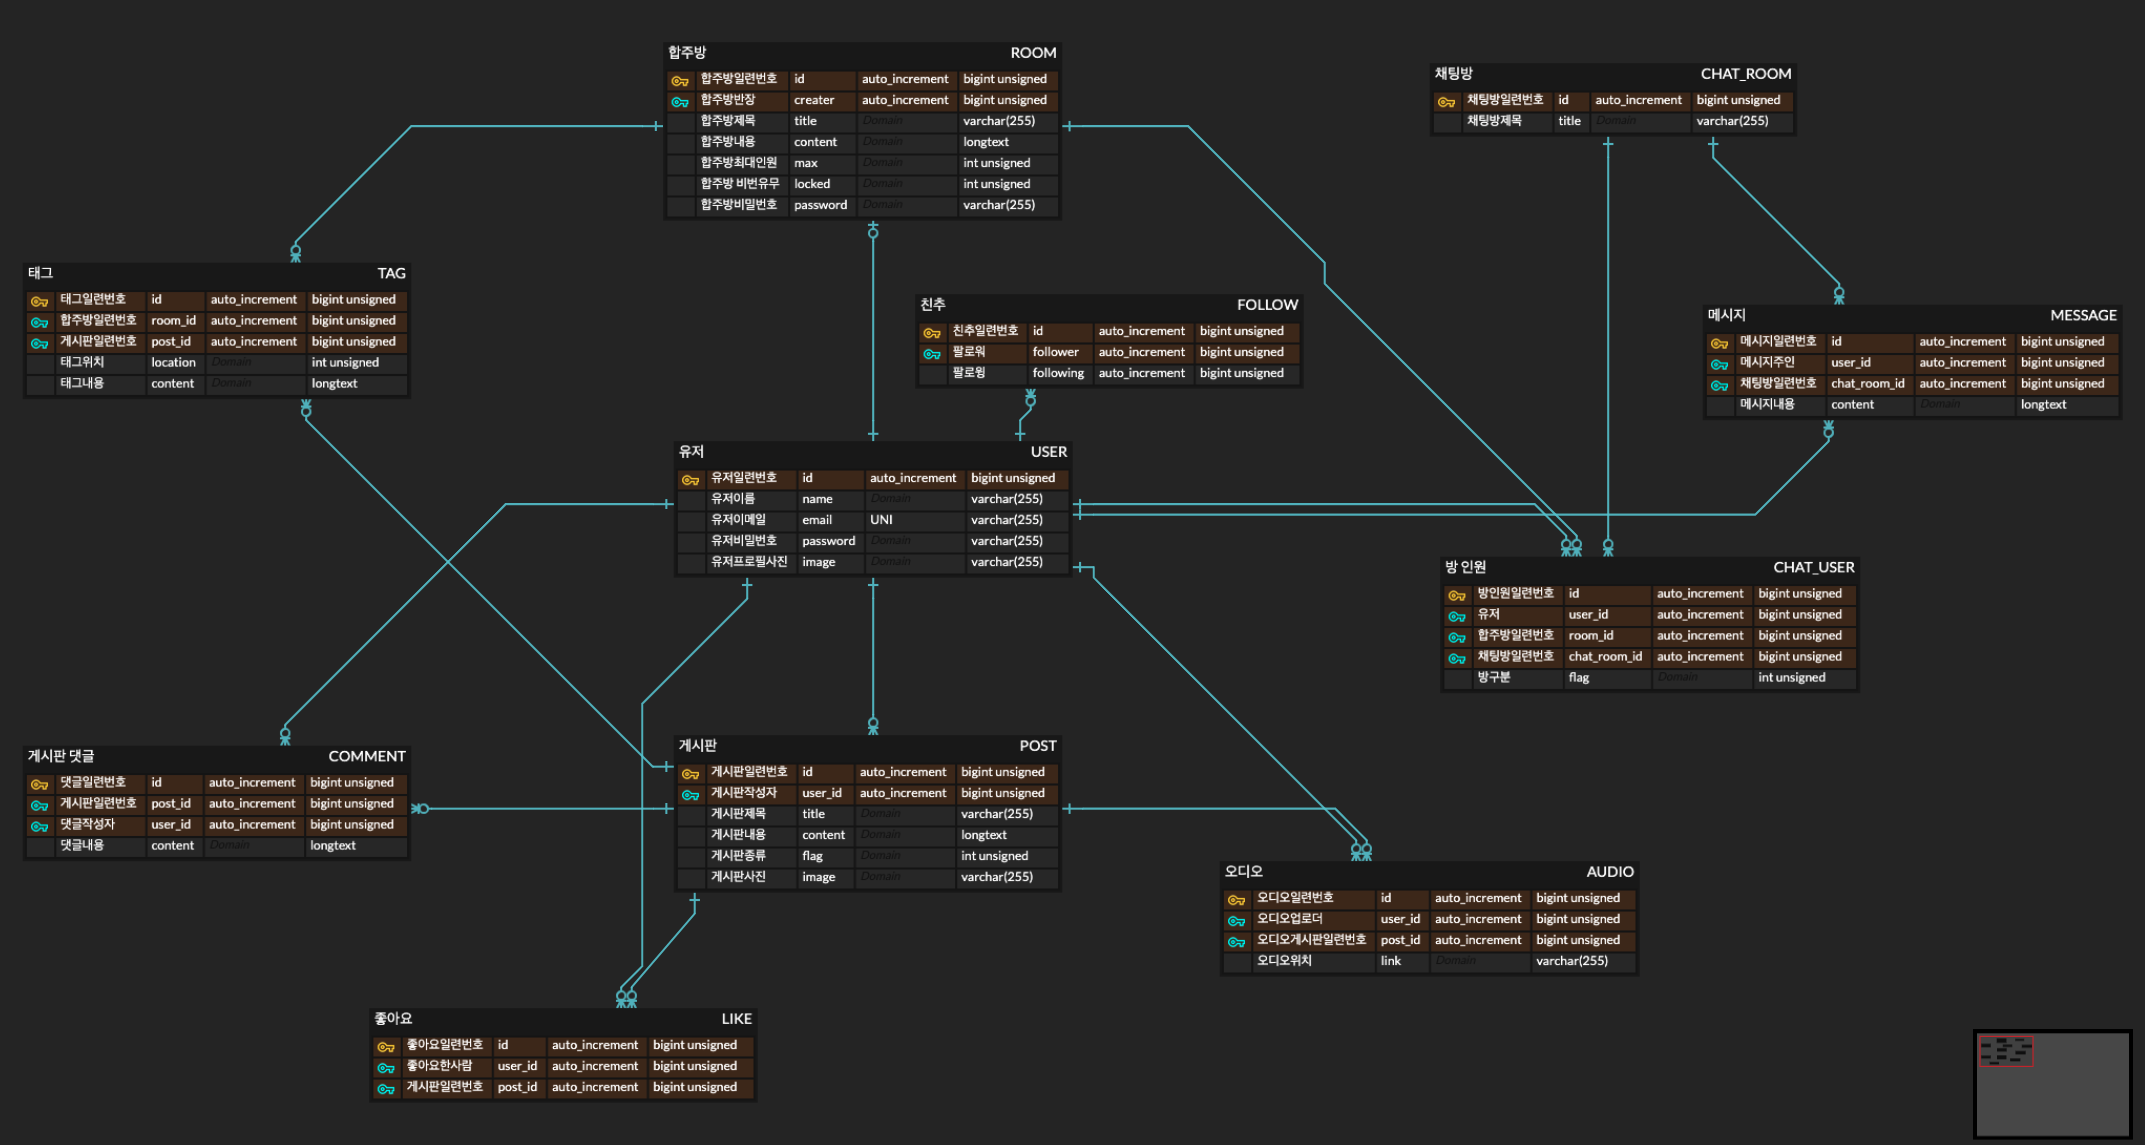 합주방 ROOM
합주방일련번호 id auto_increment bigint unsigned
합주방반장 creater auto_increment bigint unsigned
합주방제목 title Domain varchar(255)
합주방내용 content Domain longtext
합주방최대인원 max Domain int unsigned
합주방 비번유무 locked Domain int unsigned
합주방비밀번호 password Domain varchar(255)
채팅방 CHAT_ROOM
채팅방일련번호 id auto_increment bigint unsigned
채팅방제목 title Domain varchar(255)
태그 TAG
태그일련번호 id auto_increment bigint unsigned
합주방일련번호 room_id auto_increment bigint unsigned
게시판일련번호 post_id auto_increment bigint unsigned
태그위치 location Domain int unsigned
태그내용 content Domain longtext
친추 FOLLOW
친추일련번호 id auto_increment bigint unsigned
팔로워 follower auto_increment bigint unsigned
팔로윙 following auto_increment bigint unsigned
메시지 MESSAGE
메시지일련번호 id auto_increment bigint unsigned
메시지주인 user_id auto_increment bigint unsigned
채팅방일련번호 chat_room_id auto_increment bigint unsigned
메시지내용 content Domain longtext
유저 USER
유저일련번호 id auto_increment bigint unsigned
유저이름 name Domain varchar(255)
유저이메일 email UNI varchar(255)
유저비밀번호 password Domain varchar(255)
유저프로필사진 image Domain varchar(255)
방 인원 CHAT_USER
방인원일련번호 id auto_increment bigint unsigned
유저 user_id auto_increment bigint unsigned
합주방일련번호 room_id auto_increment bigint unsigned
채팅방일련번호 chat_room_id auto_increment bigint unsigned
방구분 flag Domain int unsigned
게시판 댓글 COMMENT
댓글일련번호 id auto_increment bigint unsigned
게시판일련번호 post_id auto_increment bigint unsigned
댓글작성자 user_id auto_increment bigint unsigned
댓글내용 content Domain longtext
게시판 POST
게시판일련번호 id auto_increment bigint unsigned
게시판작성자 user_id auto_increment bigint unsigned
게시판제목 title Domain varchar(255)
게시판내용 content Domain longtext
게시판종류 flag Domain int unsigned
게시판사진 image Domain varchar(255)
오디오 AUDIO
오디오일련번호 id auto_increment bigint unsigned
오디오업로더 user_id auto_increment bigint unsigned
오디오게시판일련번호 post_id auto_increment bigint unsigned
오디오위치 link Domain varchar(255)
좋아요 LIKE
좋아요일련번호 id auto_increment bigint unsigned
좋아요한사람 user_id auto_increment bigint unsigned
게시판일련번호 post_id auto_increment bigint unsigned